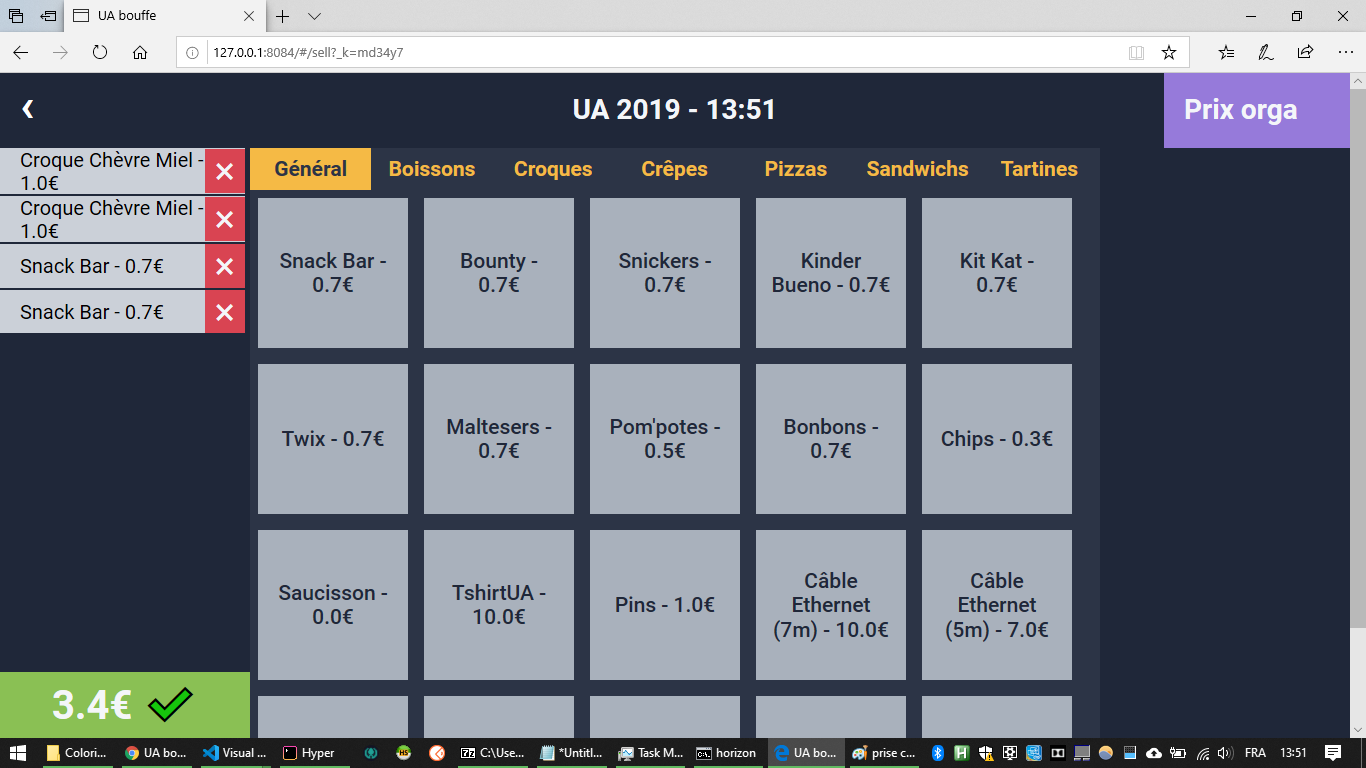 UA bouffe
127.0.0.1:8084/#/sell?_k=md34y7
UA 2019 - 13:51
Prix orga
Croque Chèvre Miel -
1.0€
Croque Chèvre Miel -
1.0€
Snack Bar - 0.7€
Snack Bar - 0.7€
3.4€
Général Boissons Croques Crêpes Pizzas Sandwichs Tartines
Snack Bar -
0.7€
Bounty -
0.7€
Snickers -
0.7€
Kinder
Bueno - 0.7€
Kit Kat -
0.7€
Twix - 0.7€
Maltesers -
0.7€
Pom'potes -
0.5€
Bonbons -
0.7€
Chips - 0.3€
Saucisson -
0.0€
TshirtUA -
10.0€
Pins - 1.0€
Câble
Ethernet
(7m) - 10.0€
Câble
Ethernet
(5m) - 7.0€
Colori... UA bo... Visual ... Hyper C:\Use... *Untitl... Task M... horizon UA bo... prise c... FRA 13:51